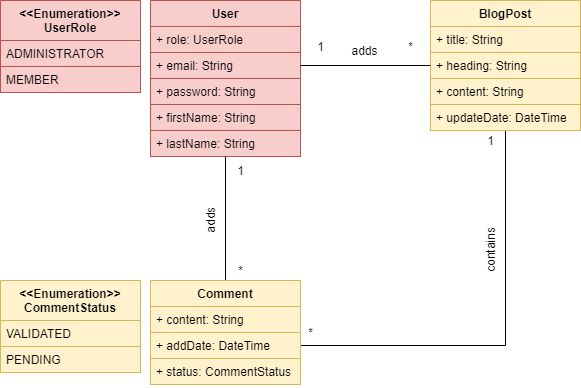 <<Enumeration>>
UserRole
ADMINISTRATOR
MEMBER
User
+ role: UserRole
+ email: String
+ password: String
+ firstName: String
+ lastName: String
1
adds
*
BlogPost
+ title: String
+ heading: String
+ content: String
+ updateDate: DateTime
1
adds
*
1
contains
*
<<Enumeration>>
CommentStatus
VALIDATED
PENDING
Comment
+ content: String
+ addDate: DateTime
+ status: CommentStatus